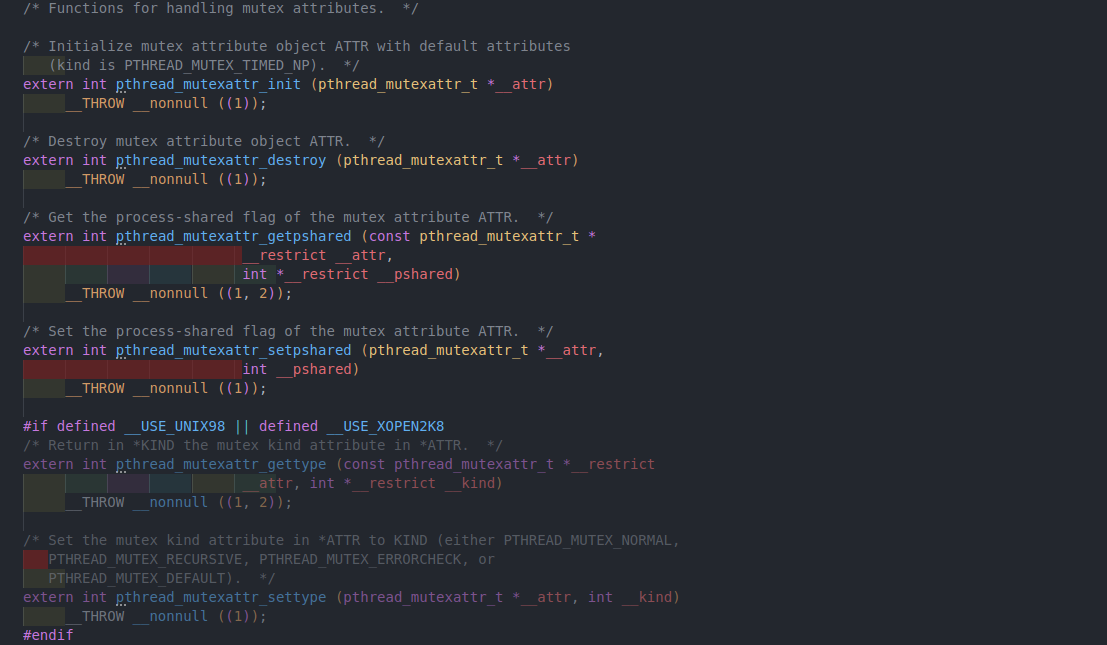 /* Functions for handling mutex attributes.  */

/* Initialize mutex attribute object ATTR with default attributes
   (kind is PTHREAD_MUTEX_TIMED_NP).  */
extern int pthread_mutexattr_init (pthread_mutexattr_t *__attr)
     __THROW __nonnull ((1));

/* Destroy mutex attribute object ATTR.  */
extern int pthread_mutexattr_destroy (pthread_mutexattr_t *__attr)
     __THROW __nonnull ((1));

/* Get the process-shared flag of the mutex attribute ATTR.  */
extern int pthread_mutexattr_getpshared (const pthread_mutexattr_t *
                          __restrict __attr,
                          int *__restrict __pshared)
     __THROW __nonnull ((1, 2));

/* Set the process-shared flag of the mutex attribute ATTR.  */
extern int pthread_mutexattr_setpshared (pthread_mutexattr_t *__attr,
                          int __pshared)
     __THROW __nonnull ((1));

#if defined __USE_UNIX98 || defined __USE_XOPEN2K8
/* Return in *KIND the mutex kind attribute in *ATTR.  */
extern int pthread_mutexattr_gettype (const pthread_mutexattr_t *__restrict
                          __attr, int *__restrict __kind)
     __THROW __nonnull ((1, 2));

/* Set the mutex kind attribute in *ATTR to KIND (either PTHREAD_MUTEX_NORMAL,
   PTHREAD_MUTEX_RECURSIVE, PTHREAD_MUTEX_ERRORCHECK, or
   PTHREAD_MUTEX_DEFAULT).  */
extern int pthread_mutexattr_settype (pthread_mutexattr_t *__attr, int __kind)
     __THROW __nonnull ((1));
#endif